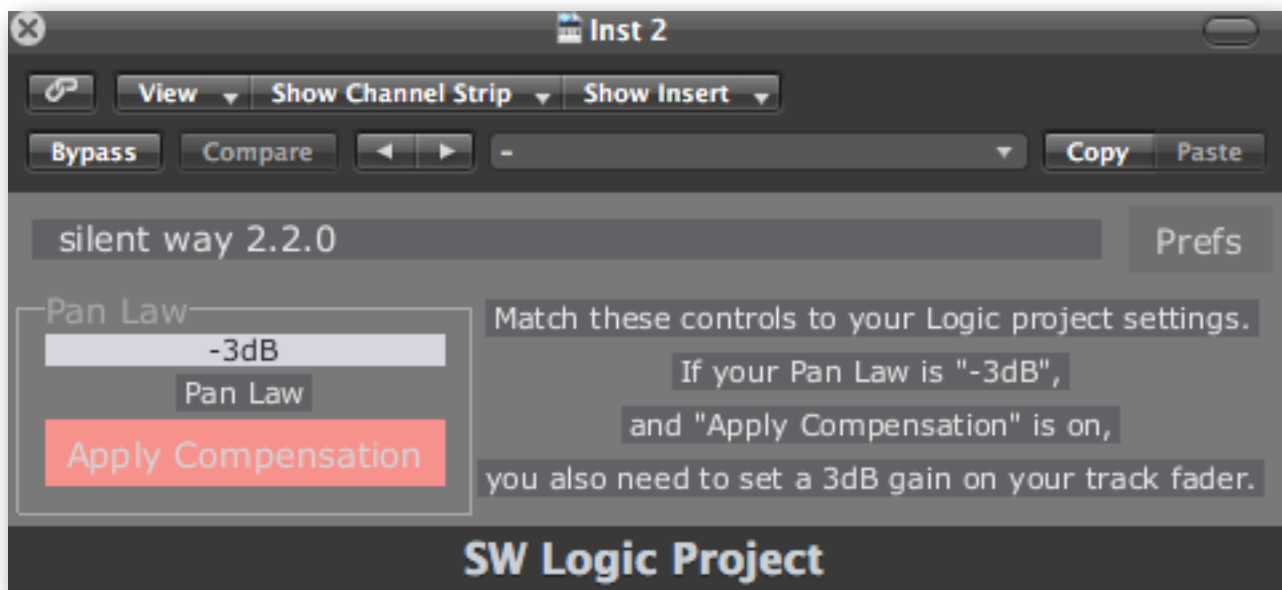 Inst 2
View Show Channel Strip Show Insert
Bypass Compare - Copy Paste
silent way 2.2.0 Prefs
Pan Law
-3dB
Pan Law
Apply Compensation
Match these controls to your Logic project settings.
If your Pan Law is "-3dB",
and "Apply Compensation" is on,
you also need to set a 3dB gain on your track fader.
SW Logic Project